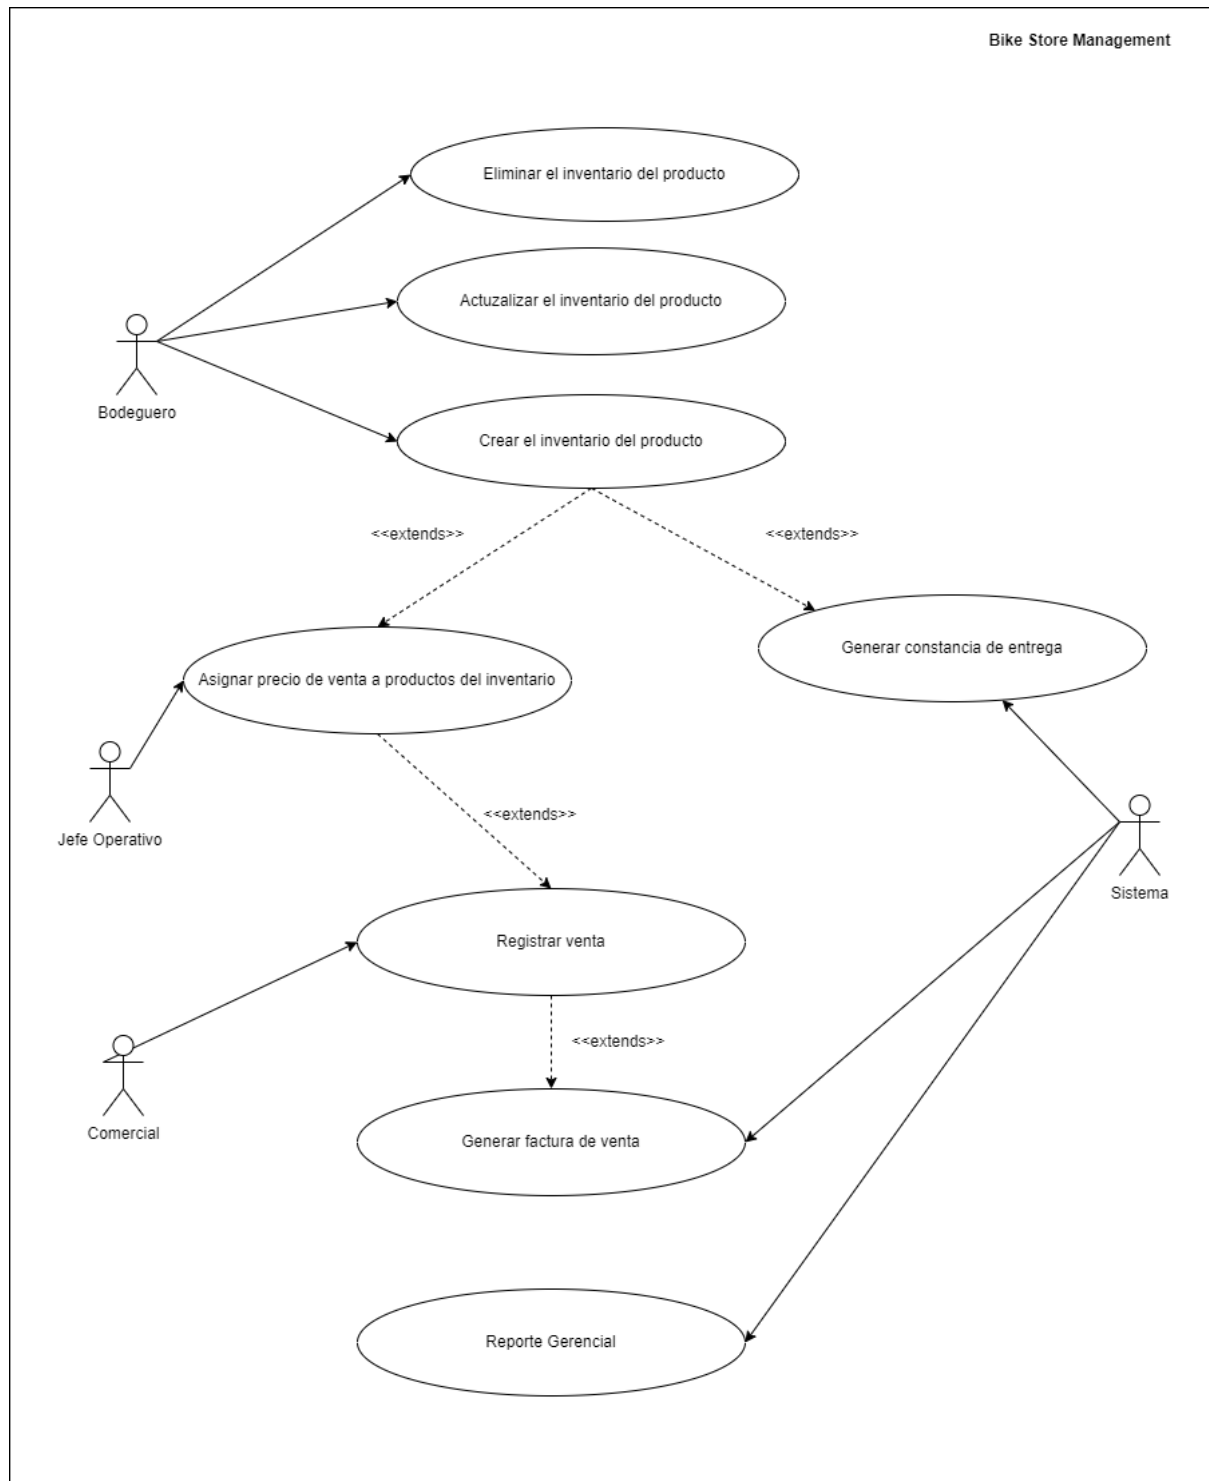 Bike Store Management
Eliminar el inventario del producto
Actuzalizar el inventario del producto
Bodeguero
Crear el inventario del producto
<<extends>>
<<extends>>
Generar constancia de entrega
Asignar precio de venta a productos del inventario
<<extends>>
Jefe Operativo
Sistema
Registrar venta
<<extends>>
Comercial
Generar factura de venta
Reporte Gerencial